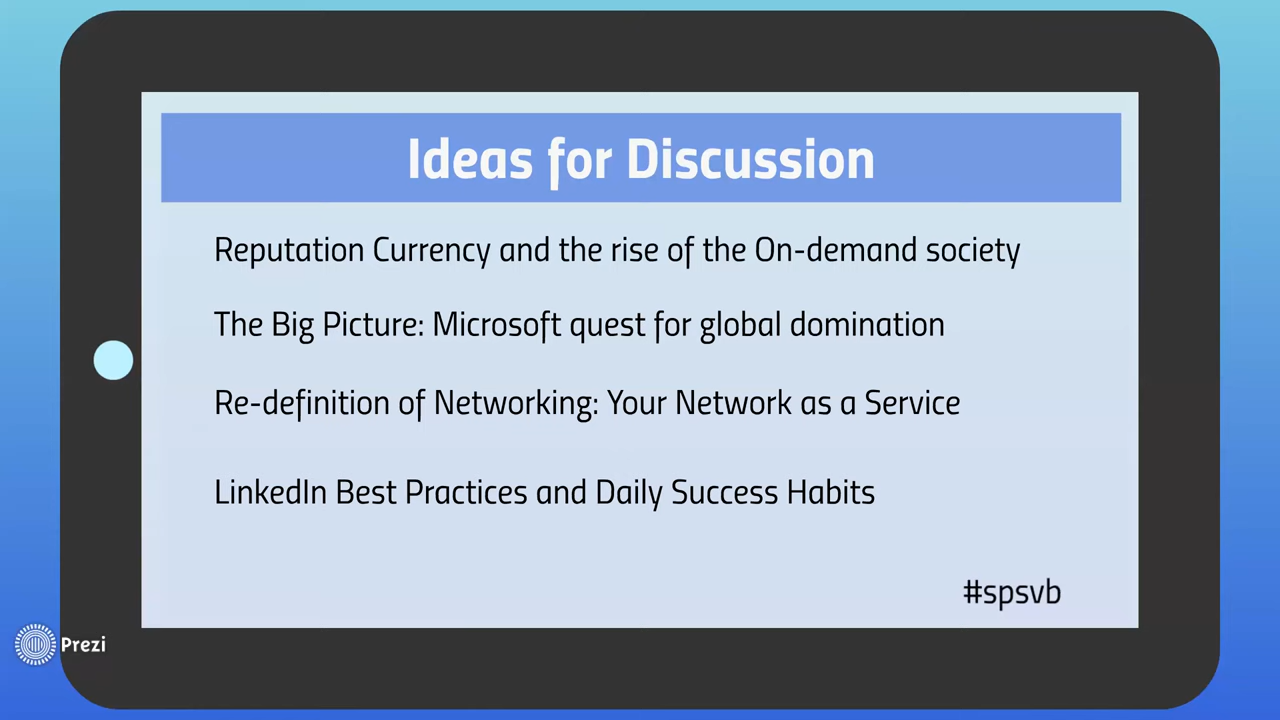 Ideas for Discussion
Reputation Currency and the rise of the On-demand society
The Big Picture: Microsoft quest for global domination
Re-definition of Networking: Your Network as a Service
LinkedIn Best Practices and Daily Success Habits
#spsvb
Prezi